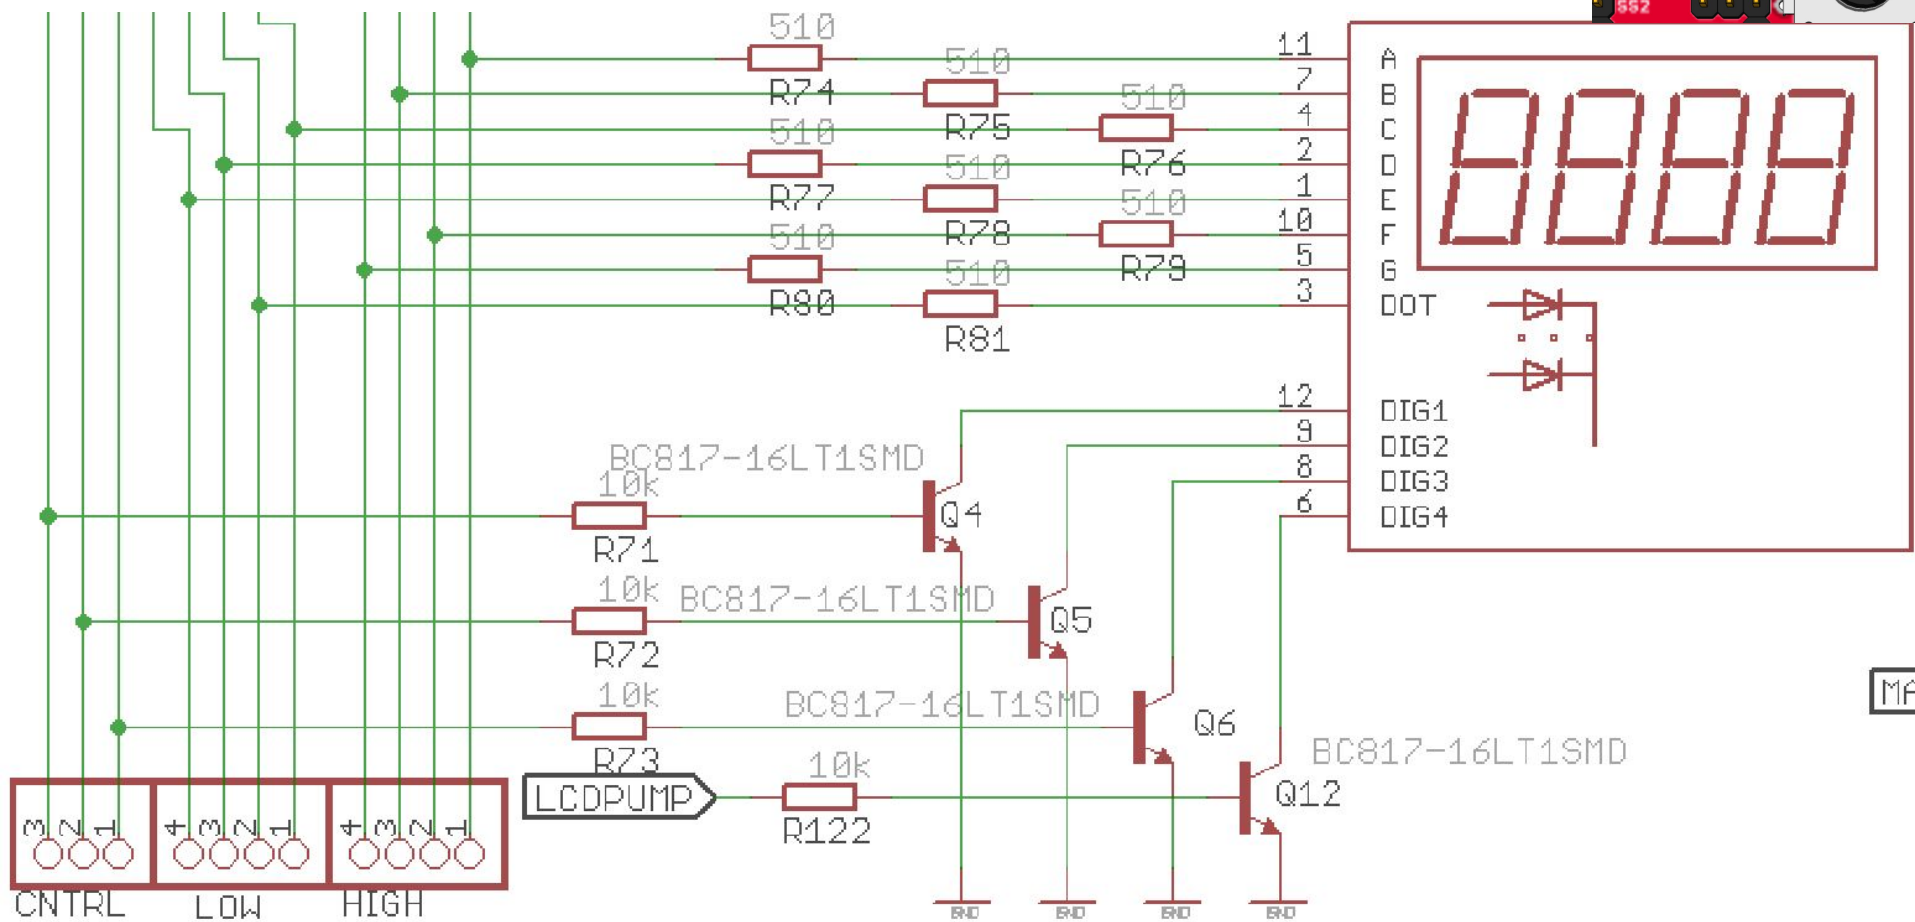 SS2
510
11
A
R74
510
7
B
R75
510
4
C
R76
510
2
D
R77
510
1
E
R78
510
10
F
R79
510
5
G
R80
510
3
DOT
R81
12
DIG1
9
DIG2
8
DIG3
6
DIG4
BC817-16LT1SMD
10k
R71
Q4
10k
BC817-16LT1SMD
R72
Q5
10k
BC817-16LT1SMD
R73
Q6
MA
BC817-16LT1SMD
LCDPUMP
10k
R122
Q12
3 2 1 4 3 2 1 4 3 2 1
CNTRL LOW HIGH
GND GND GND GND